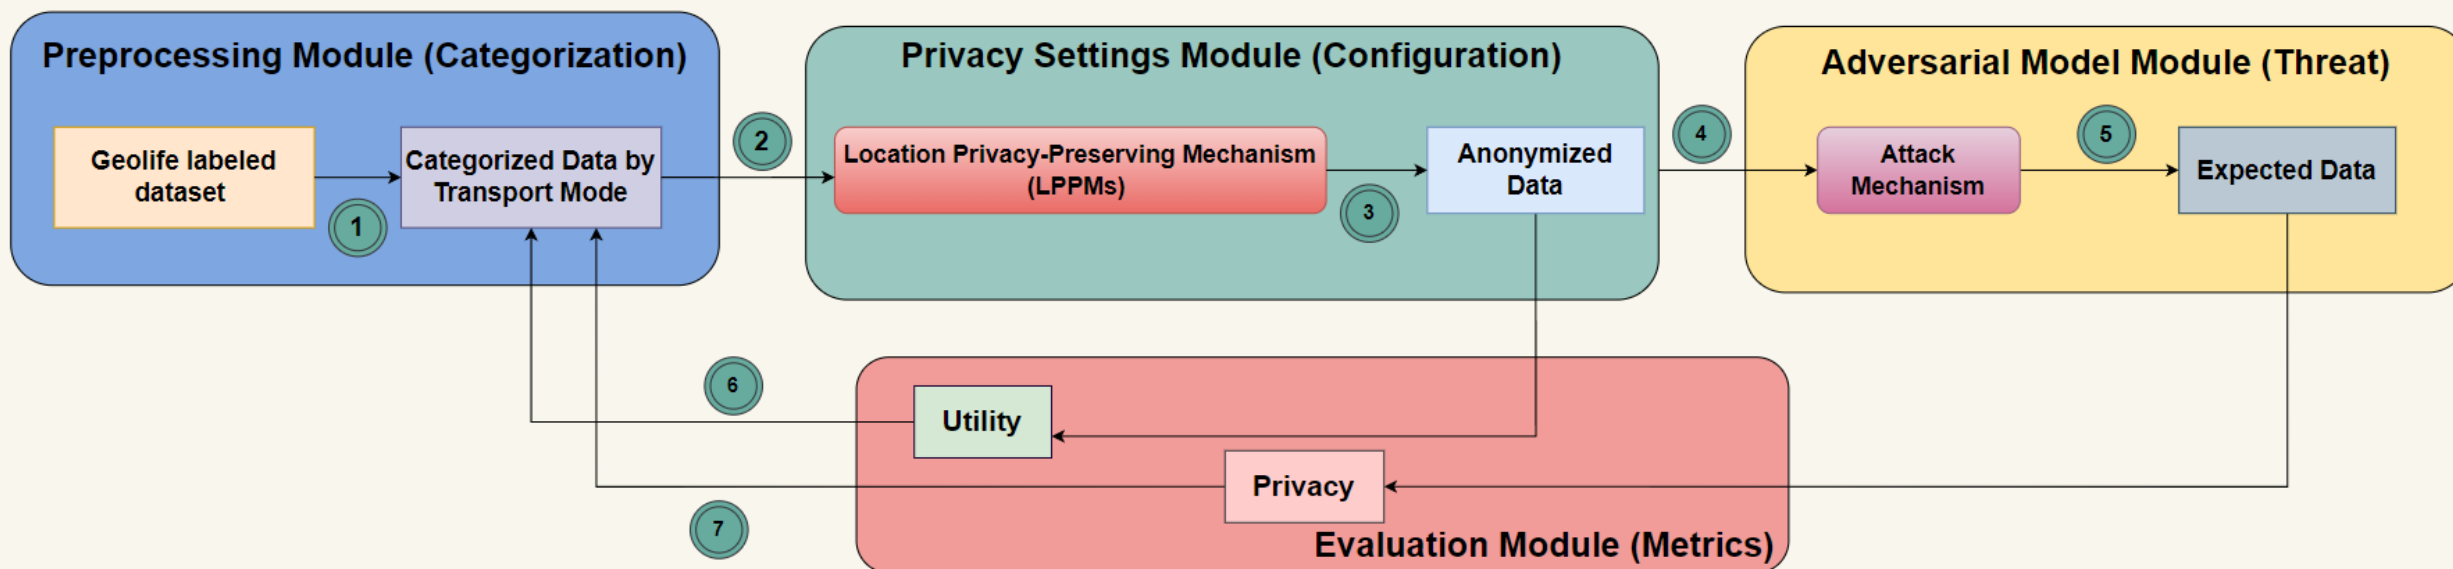 Preprocessing Module (Categorization)
Geolife labeled
dataset
1
Categorized Data by
Transport Mode
2
Privacy Settings Module (Configuration)
Location Privacy-Preserving Mechanism
(LPPMs)
3
Anonymized
Data
4
Adversarial Model Module (Threat)
Attack
Mechanism
5
Expected Data
6
Utility
7
Privacy
Evaluation Module (Metrics)